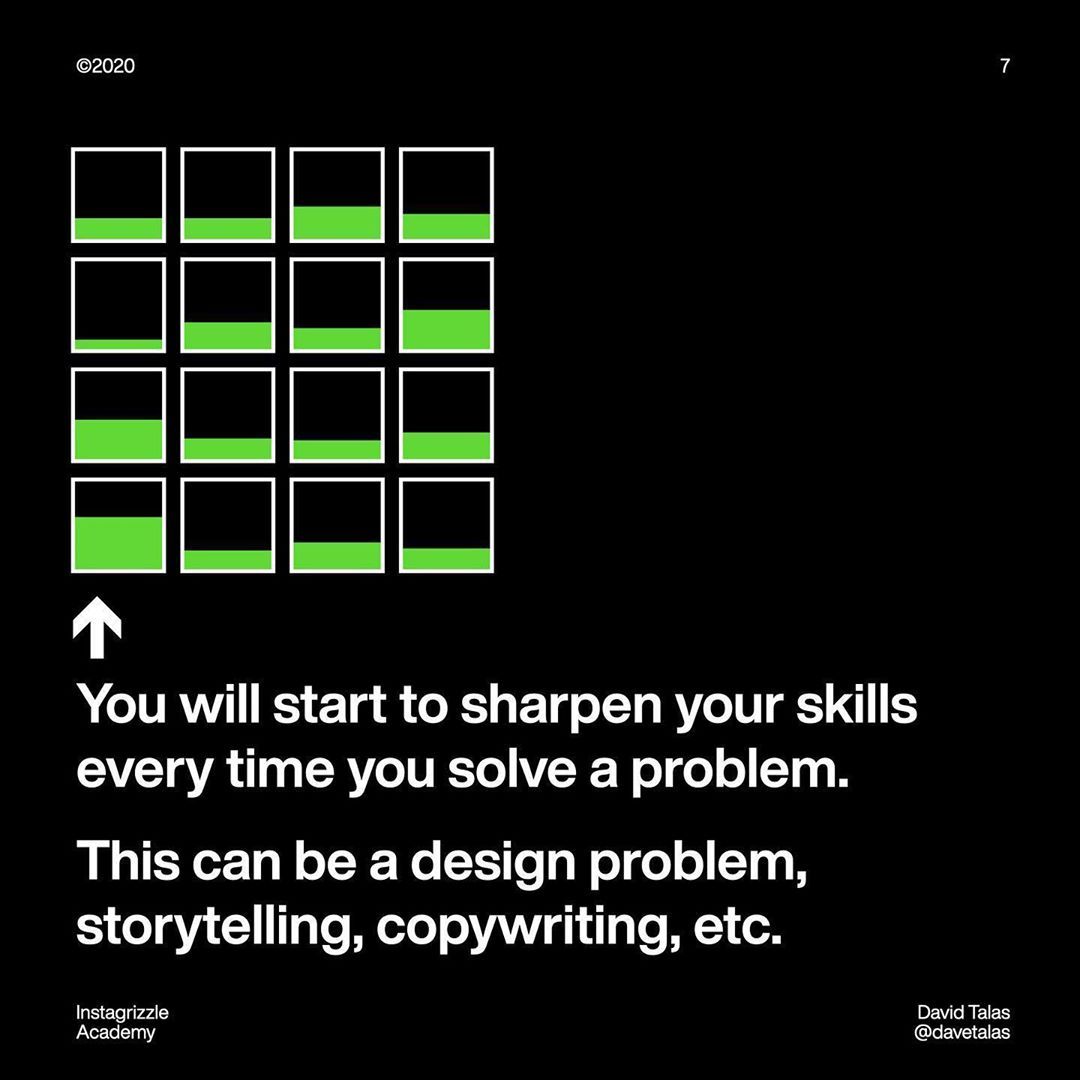 ©2020
7
You will start to sharpen your skills
every time you solve a problem.
This can be a design problem,
storytelling, copywriting, etc.
Instagrizzle
Academy
David Talas
@davetalas